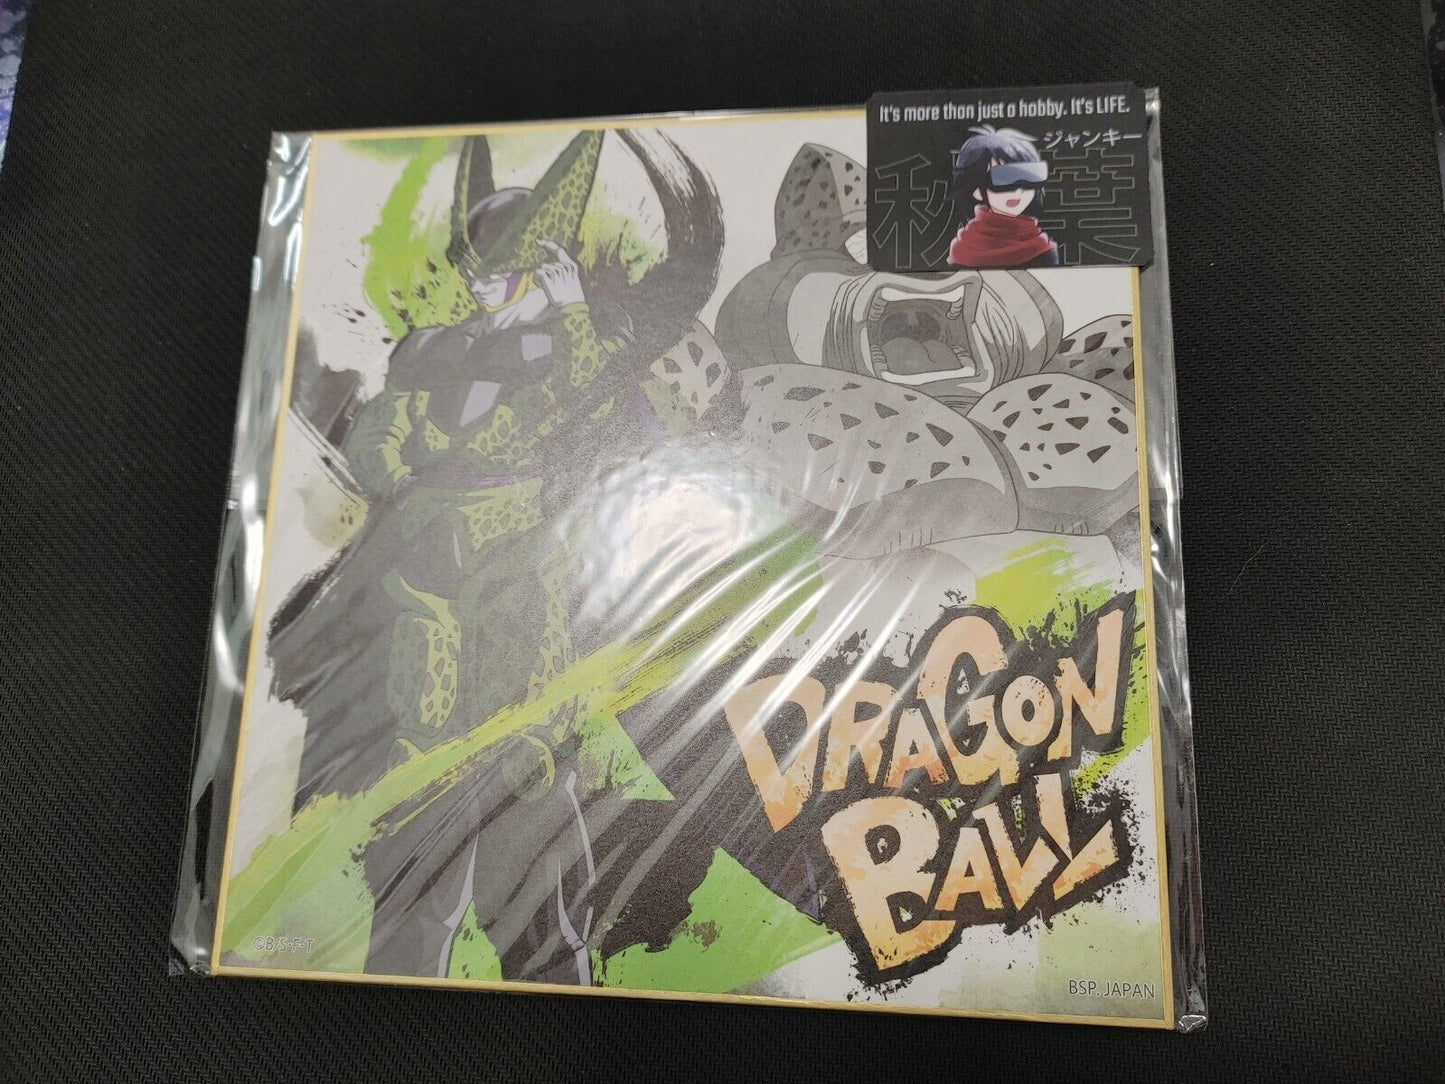 It's more than just a hobby. It's LIFE.
ジャンキー
秋葉
DRAGON
BALL
©B/S・F・T
BSP. JAPAN